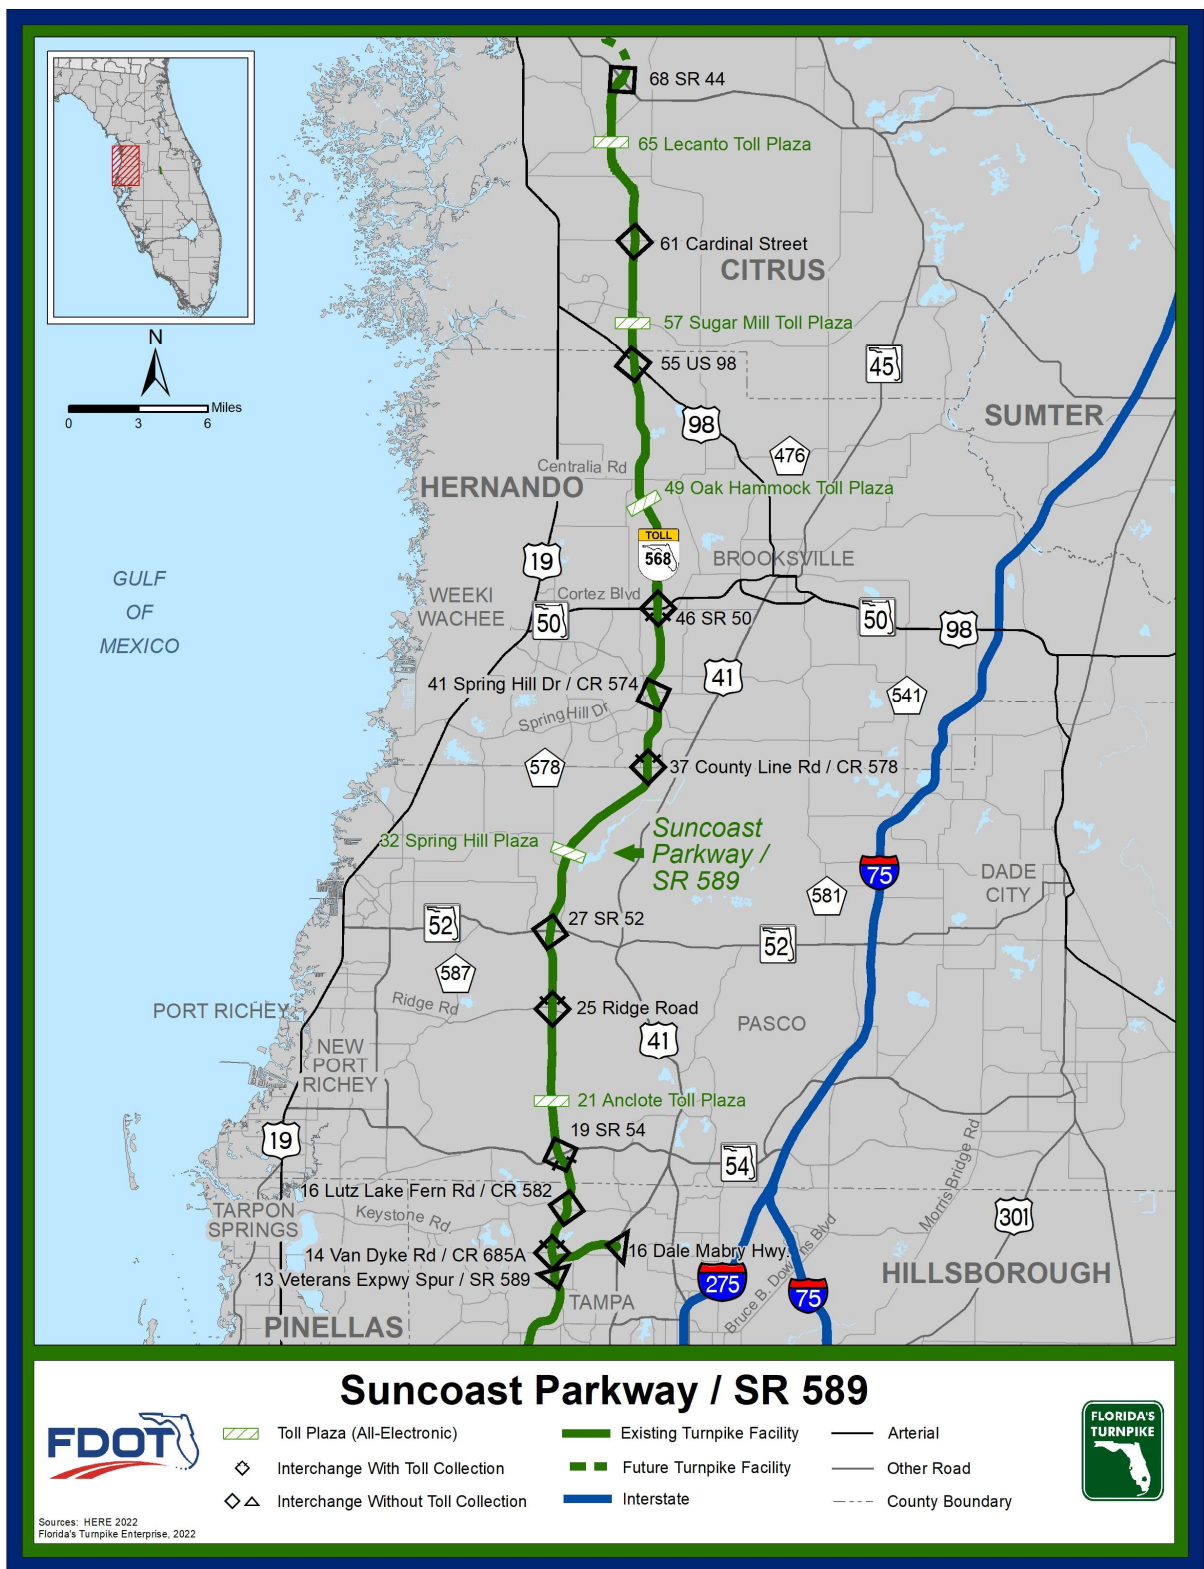 68 SR 44
65 Lecanto Toll Plaza
61 Cardinal Street
CITRUS
57 Sugar Mill Toll Plaza
N
Miles
0 3 6
55 US 98
45
SUMTER
98
476
Centralia Rd
HERNANDO
49 Oak Hammock Toll Plaza
TOLL
568
19
BROOKSVILLE
GULF
OF
MEXICO
WEEKI
WACHEE
Cortez Blvd
50
46 SR 50
50
98
41 Spring Hill Dr / CR 574
41
541
Spring Hill Dr
578
37 County Line Rd / CR 578
32 Spring Hill Plaza
Suncoast
Parkway /
SR 589
75
DADE
CITY
581
52
27 SR 52
52
587
Ridge Rd
PORT RICHEY
25 Ridge Road
PASCO
41
NEW
PORT
RICHEY
21 Anclote Toll Plaza
19
19 SR 54
54
Morris Bridge Rd
16 Lutz Lake Fern Rd / CR 582
TARPON
SPRINGS
Keystone Rd
301
14 Van Dyke Rd / CR 685A
16 Dale Mabry Hwy.
Bruce B. Downs Blvd
13 Veterans Expwy Spur / SR 589
275
75
HILLSBOROUGH
TAMPA
PINELLAS
Suncoast Parkway / SR 589
FDOT
Toll Plaza (All-Electronic)
Interchange With Toll Collection
Interchange Without Toll Collection
Existing Turnpike Facility
Future Turnpike Facility
Interstate
Arterial
Other Road
County Boundary
FLORIDA'S
TURNPIKE
Sources: HERE 2022
Florida's Turnpike Enterprise, 2022